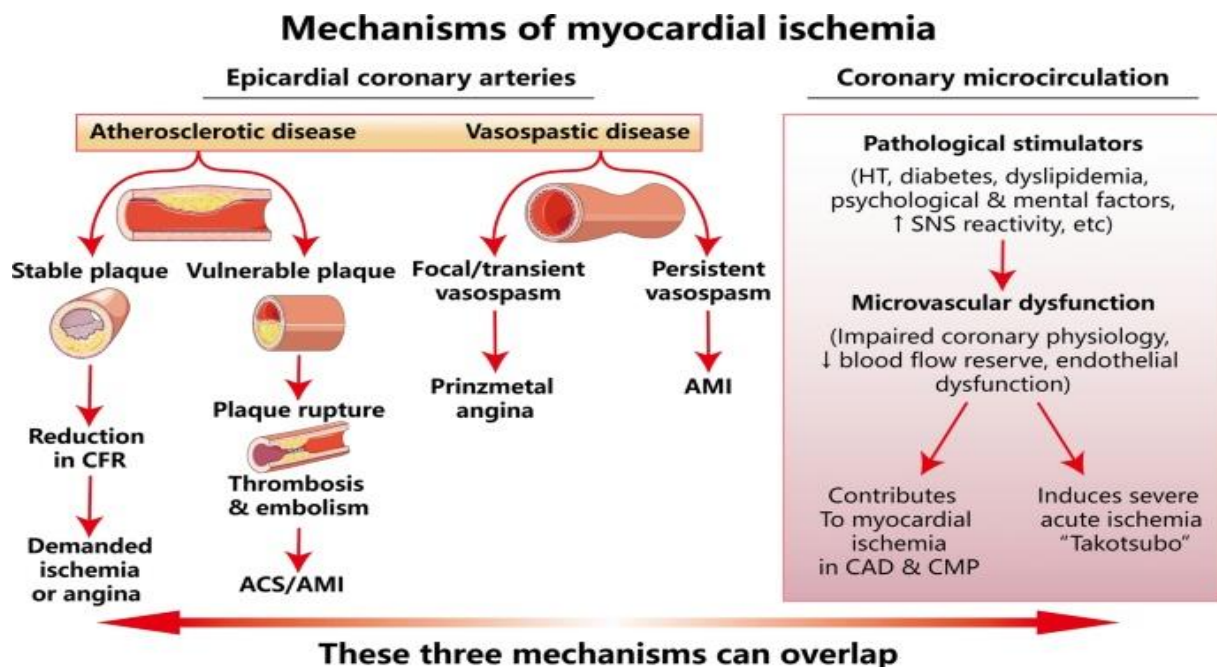 Mechanisms of myocardial ischemia
Epicardial coronary arteries
Atherosclerotic disease
Vasospastic disease
Stable plaque
Reduction
in CFR
Demanded
ischemia
or angina
Vulnerable plaque
Plaque rupture
Thrombosis
& embolism
ACS/AMI
Focal/transient
vasospasm
Prinzmetal
angina
Persistent
vasospasm
AMI
Coronary microcirculation
Pathological stimulators
(HT, diabetes, dyslipidemia,
psychological & mental factors,
↑ SNS reactivity, etc)
Microvascular dysfunction
(Impaired coronary physiology,
↓ blood flow reserve, endothelial
dysfunction)
Contributes
To myocardial
ischemia
in CAD & CMP
Induces severe
acute ischemia
"Takotsubo"
These three mechanisms can overlap